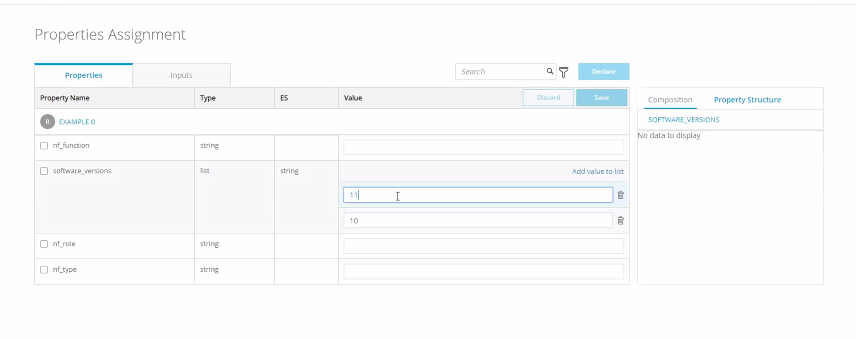 Properties Assignment
Properties Inputs Search Declare
Property Name Type ES Value Discard Save
Composition Property Structure
R EXAMPLE 0
SOFTWARE_VERSIONS
No data to display
nf_function string
software_versions list string Add value to list
11
10
nf_role string
nf_type string